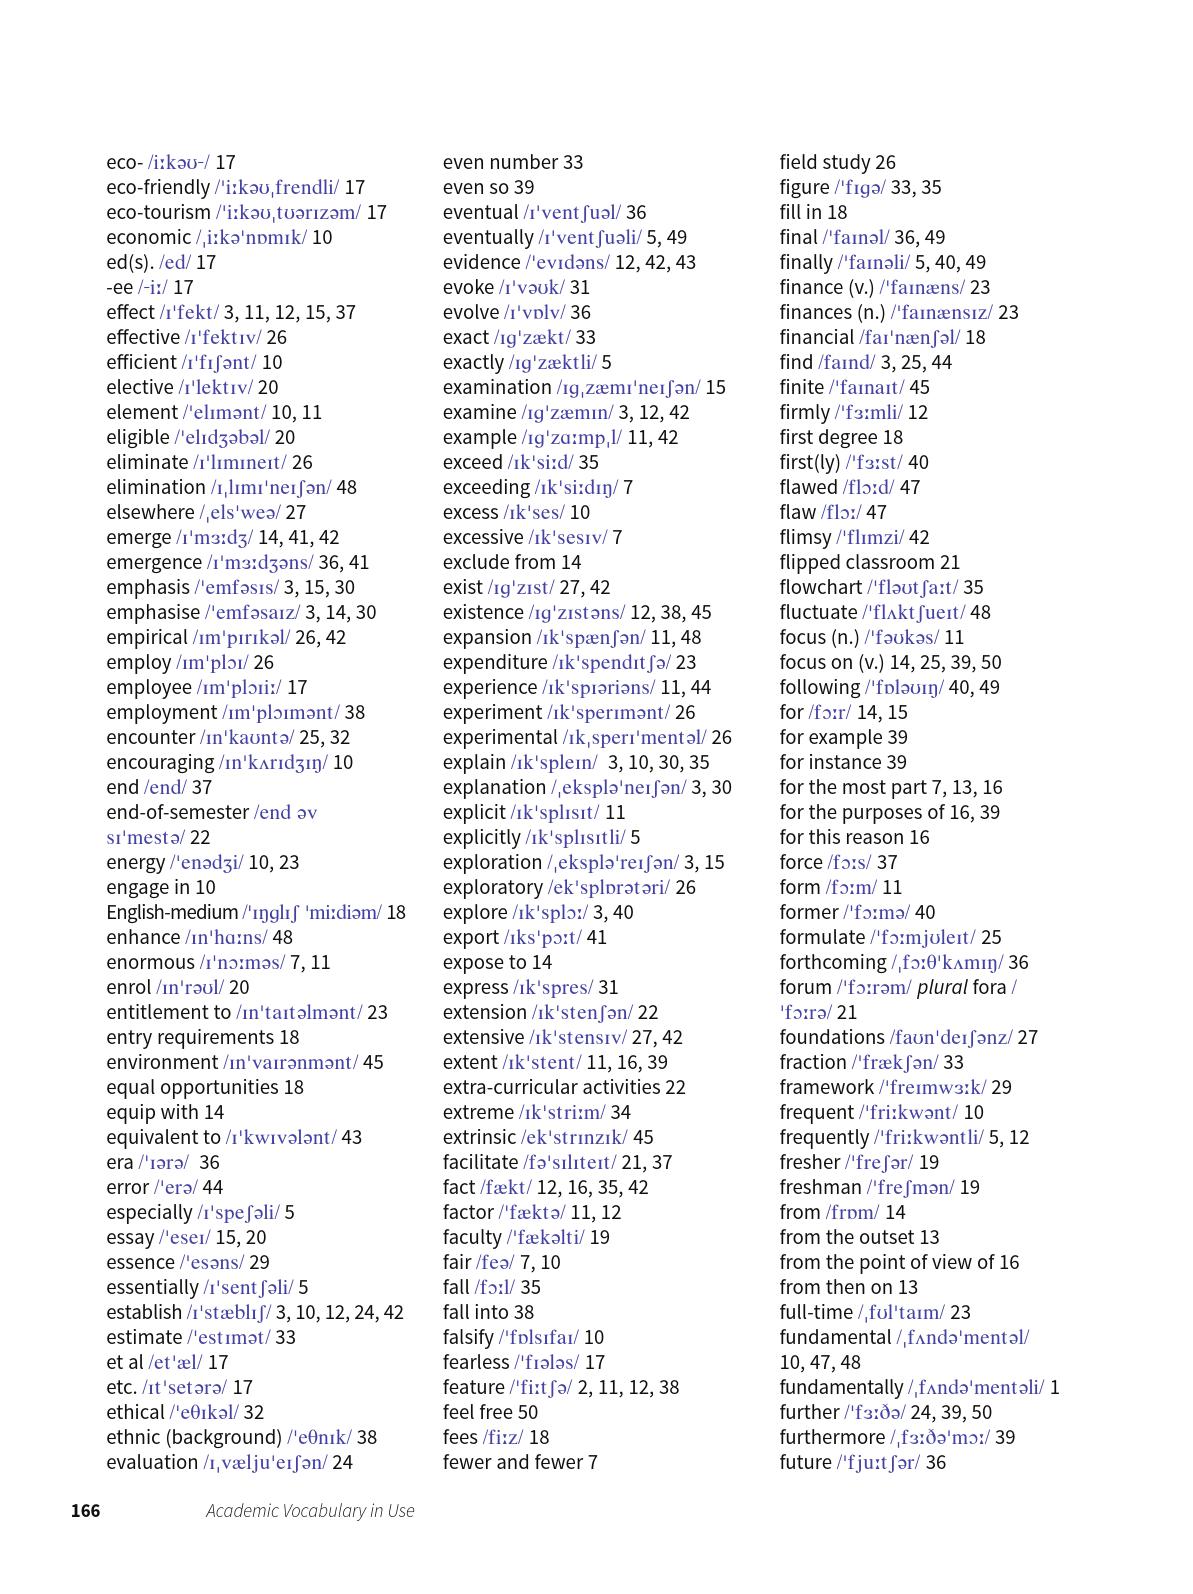 eco- /iːkəʊ-/ 17
eco-friendly /ˈiːkəʊˌfrendli/ 17
eco-tourism /ˈiːkəʊˌtʊərɪzəm/ 17
economic /ˌiːkəˈnɒmɪk/ 10
ed(s). /ed/ 17
-ee /-iː/ 17
effect /ɪˈfekt/ 3, 11, 12, 15, 37
effective /ɪˈfektɪv/ 26
efficient /ɪˈfɪʃənt/ 10
elective /ɪˈlektɪv/ 20
element /ˈelɪmənt/ 10, 11
eligible /ˈelɪdʒəbəl/ 20
eliminate /ɪˈlɪmɪneɪt/ 26
elimination /ɪˌlɪmɪˈneɪʃən/ 48
elsewhere /ˌelsˈweə/ 27
emerge /ɪˈmɜːdʒ/ 14, 41, 42
emergence /ɪˈmɜːdʒəns/ 36, 41
emphasis /ˈemfəsɪs/ 3, 15, 30
emphasise /ˈemfəsaɪz/ 3, 14, 30
empirical /ɪmˈpɪrɪkəl/ 26, 42
employ /ɪmˈplɔɪ/ 26
employee /ɪmˈplɔɪiː/ 17
employment /ɪmˈplɔɪmənt/ 38
encounter /ɪnˈkaʊntə/ 25, 32
encouraging /ɪnˈkʌrɪdʒɪŋ/ 10
end /end/ 37
end-of-semester /end əv
sɪˈmestə/ 22
energy /ˈenədʒi/ 10, 23
engage in 10
English-medium /ˈɪŋglɪʃ ˈmiːdiəm/ 18
enhance /ɪnˈhɑːns/ 48
enormous /ɪˈnɔːməs/ 7, 11
enrol /ɪnˈrəʊl/ 20
entitlement to /ɪnˈtaɪtəlmənt/ 23
entry requirements 18
environment /ɪnˈvaɪrənmənt/ 45
equal opportunities 18
equip with 14
equivalent to /ɪˈkwɪvələnt/ 43
era /ˈɪərə/ 36
error /ˈerə/ 44
especially /ɪˈspeʃəli/ 5
essay /ˈeseɪ/ 15, 20
essence /ˈesəns/ 29
essentially /ɪˈsentʃəli/ 5
establish /ɪˈstæblɪʃ/ 3, 10, 12, 24, 42
estimate /ˈestɪmət/ 33
et al /etˈæl/ 17
etc. /ɪtˈsetərə/ 17
ethical /ˈeθɪkəl/ 32
ethnic (background) /ˈeθnɪk/ 38
evaluation /ɪˌvæljuˈeɪʃən/ 24
even number 33
even so 39
eventual /ɪˈventʃuəl/ 36
eventually /ɪˈventʃuəli/ 5, 49
evidence /ˈevɪdəns/ 12, 42, 43
evoke /ɪˈvəʊk/ 31
evolve /ɪˈvɒlv/ 36
exact /ɪgˈzækt/ 33
exactly /ɪgˈzæktli/ 5
examination /ɪgˌzæmɪˈneɪʃən/ 15
examine /ɪgˈzæmɪn/ 3, 12, 42
example /ɪgˈzɑːmpˌl/ 11, 42
exceed /ɪkˈsiːd/ 35
exceeding /ɪkˈsiːdɪŋ/ 7
excess /ɪkˈses/ 10
excessive /ɪkˈsesɪv/ 7
exclude from 14
exist /ɪgˈzɪst/ 27, 42
existence /ɪgˈzɪstəns/ 12, 38, 45
expansion /ɪkˈspænʃən/ 11, 48
expenditure /ɪkˈspendɪtʃə/ 23
experience /ɪkˈspɪəriəns/ 11, 44
experiment /ɪkˈsperɪmənt/ 26
experimental /ɪkˌsperɪˈmentəl/ 26
explain /ɪkˈspleɪn/ 3, 10, 30, 35
explanation /ˌekspləˈneɪʃən/ 3, 30
explicit /ɪkˈsplɪsɪt/ 11
explicitly /ɪkˈsplɪsɪtli/ 5
exploration /ˌekspləˈreɪʃən/ 3, 15
exploratory /ekˈsplɒrətəri/ 26
explore /ɪkˈsplɔː/ 3, 40
export /ɪksˈpɔːt/ 41
expose to 14
express /ɪkˈspres/ 31
extension /ɪkˈstenʃən/ 22
extensive /ɪkˈstensɪv/ 27, 42
extent /ɪkˈstent/ 11, 16, 39
extra-curricular activities 22
extreme /ɪkˈstriːm/ 34
extrinsic /ekˈstrɪnzɪk/ 45
facilitate /fəˈsɪlɪteɪt/ 21, 37
fact /fækt/ 12, 16, 35, 42
factor /ˈfæktə/ 11, 12
faculty /ˈfækəlti/ 19
fair /feə/ 7, 10
fall /fɔːl/ 35
fall into 38
falsify /ˈfɒlsɪfaɪ/ 10
fearless /ˈfɪələs/ 17
feature /ˈfiːtʃə/ 2, 11, 12, 38
feel free 50
fees /fiːz/ 18
fewer and fewer 7
field study 26
figure /ˈfɪgə/ 33, 35
fill in 18
final /ˈfaɪnəl/ 36, 49
finally /ˈfaɪnəli/ 5, 40, 49
finance (v.) /ˈfaɪnæns/ 23
finances (n.) /ˈfaɪnænsɪz/ 23
financial /faɪˈnænʃəl/ 18
find /faɪnd/ 3, 25, 44
finite /ˈfaɪnaɪt/ 45
firmly /ˈfɜːmli/ 12
first degree 18
first(ly) /ˈfɜːst/ 40
flawed /flɔːd/ 47
flaw /flɔː/ 47
flimsy /ˈflɪmzi/ 42
flipped classroom 21
flowchart /ˈfləʊtʃaːt/ 35
fluctuate /ˈflʌktʃueɪt/ 48
focus (n.) /ˈfəʊkəs/ 11
focus on (v.) 14, 25, 39, 50
following /ˈfɒləʊɪŋ/ 40, 49
for /fɔːr/ 14, 15
for example 39
for instance 39
for the most part 7, 13, 16
for the purposes of 16, 39
for this reason 16
force /fɔːs/ 37
form /fɔːm/ 11
former /ˈfɔːmə/ 40
formulate /ˈfɔːmjʊleɪt/ 25
forthcoming /ˌfɔːθˈkʌmɪŋ/ 36
forum /ˈfɔːrəm/ plural fora /
ˈfɔːrə/ 21
foundations /faʊnˈdeɪʃənz/ 27
fraction /ˈfrækʃən/ 33
framework /ˈfreɪmwɜːk/ 29
frequent /ˈfriːkwənt/ 10
frequently /ˈfriːkwəntli/ 5, 12
fresher /ˈfreʃər/ 19
freshman /ˈfreʃmən/ 19
from /frɒm/ 14
from the outset 13
from the point of view of 16
from then on 13
full-time /ˌfʊlˈtaɪm/ 23
fundamental /ˌfʌndəˈmentəl/
10, 47, 48
fundamentally /ˌfʌndəˈmentəli/ 1
further /ˈfɜːðə/ 24, 39, 50
furthermore /ˌfɜːðəˈmɔː/ 39
future /ˈfjuːtʃər/ 36
166 Academic Vocabulary in Use